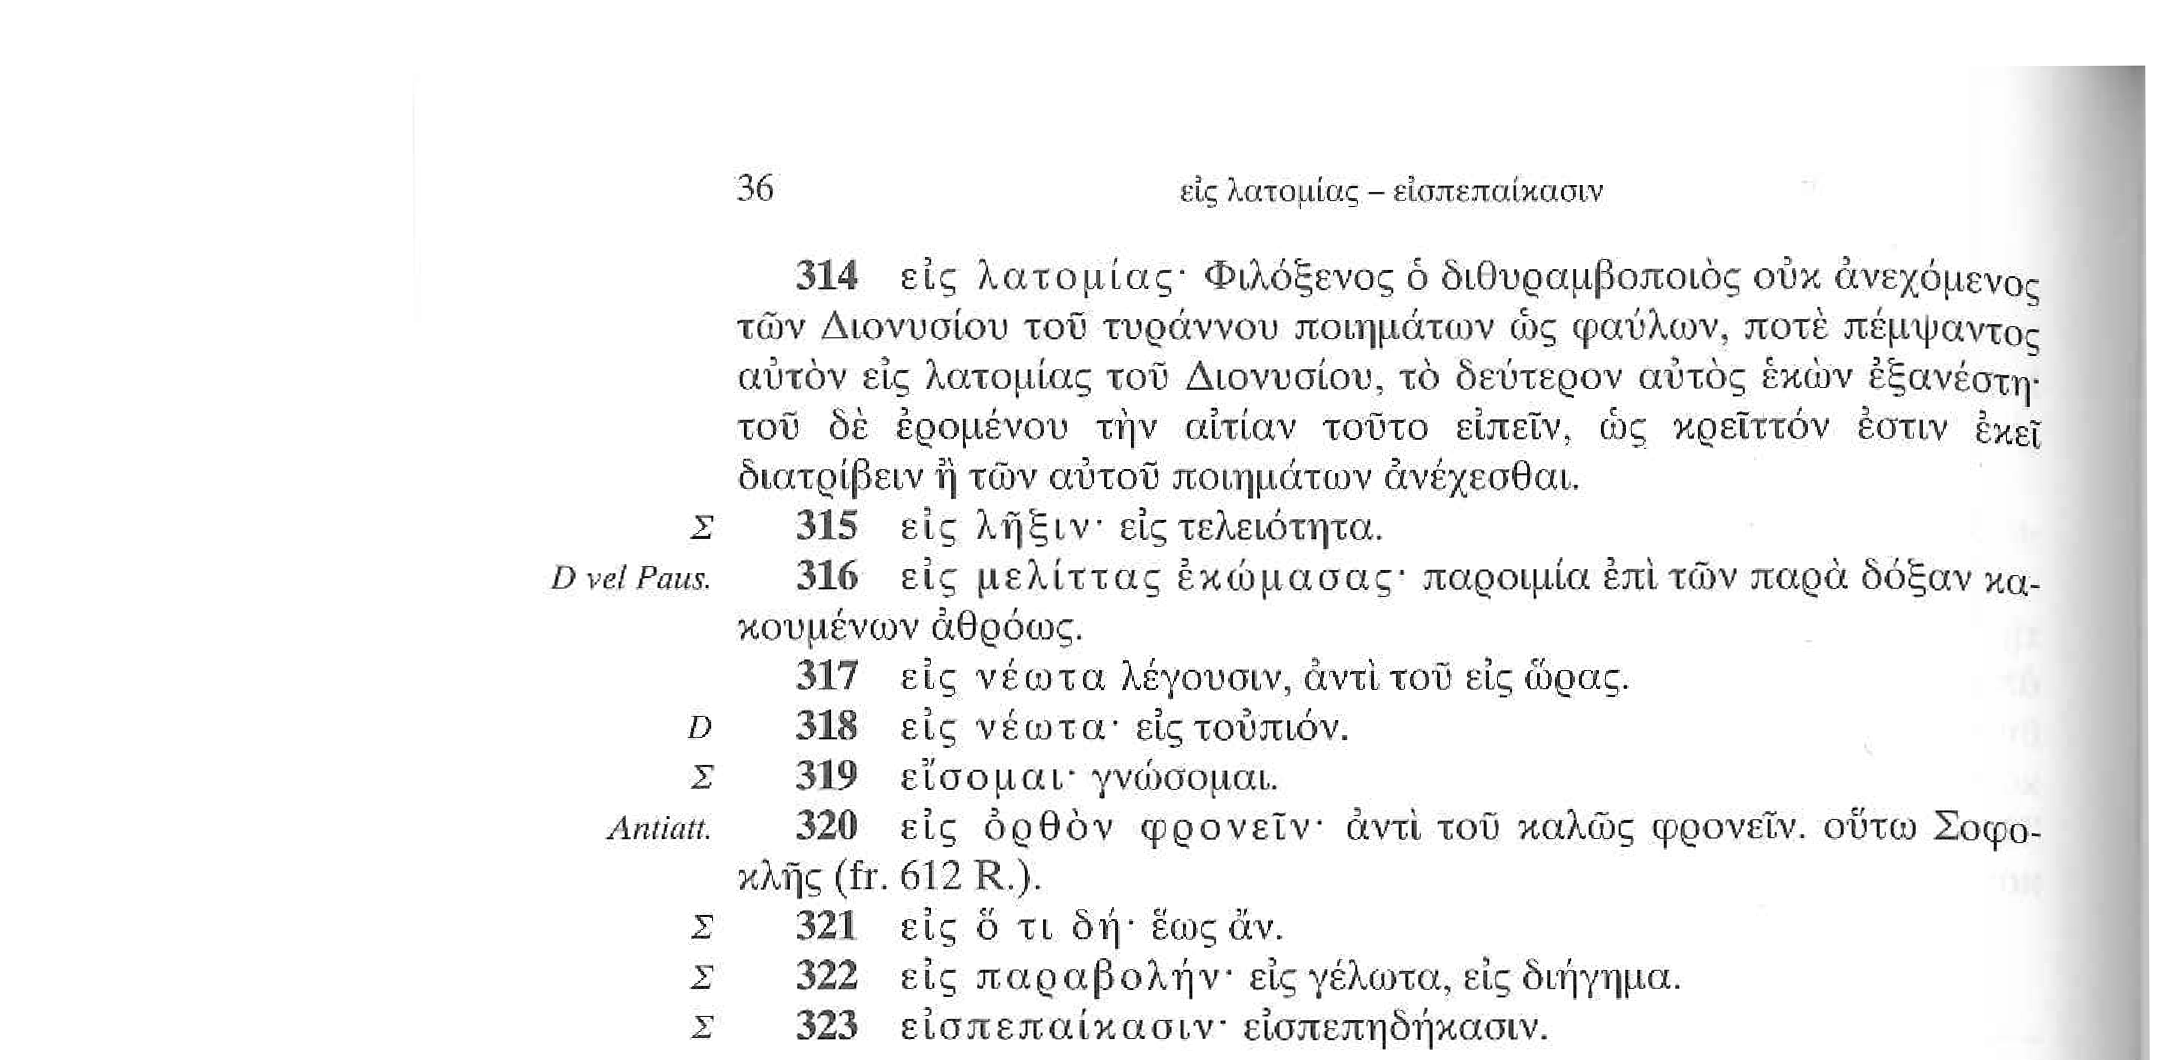 36 εἰς λατομίας – εἰσπεπαίκασιν
314 εἰς λατομίας· Φιλόξενος ὁ διθυραμβοποιὸς οὐκ ἀνεχόμενος
τῶν Διονυσίου τοῦ τυράννου ποιημάτων ὡς φαύλων, ποτὲ πέμψαντος
αὐτὸν εἰς λατομίας τοῦ Διονυσίου, τὸ δεύτερον αὐτὸς ἑκὼν ἐξανέστη·
τοῦ δὲ ἐρομένου τὴν αἰτίαν τοῦτο εἰπεῖν, ὡς κρεῖττόν ἐστιν ἐκεῖ
διατρίβειν ἢ τῶν αὐτοῦ ποιημάτων ἀνέχεσθαι.
Σ 315 εἰς λῆξιν· εἰς τελειότητα.
D vel Paus. 316 εἰς μελίττας ἐκώμασας· παροιμία ἐπὶ τῶν παρὰ δόξαν κα-
κουμένων ἀθρόως.
317 εἰς νέωτα λέγουσιν, ἀντὶ τοῦ εἰς ὥρας.
D 318 εἰς νέωτα· εἰς τοὐπιόν.
Σ 319 εἴσομαι· γνώσομαι.
Antiatt. 320 εἰς ὀρθὸν φρονεῖν· ἀντὶ τοῦ καλῶς φρονεῖν. οὕτω Σοφο-
κλῆς (fr. 612 R.).
Σ 321 εἰς ὅ τι δή· ἕως ἄν.
Σ 322 εἰς παραβολήν· εἰς γέλωτα, εἰς διήγημα.
Σ 323 εἰσπεπαίκασιν· εἰσπεπηδήκασιν.